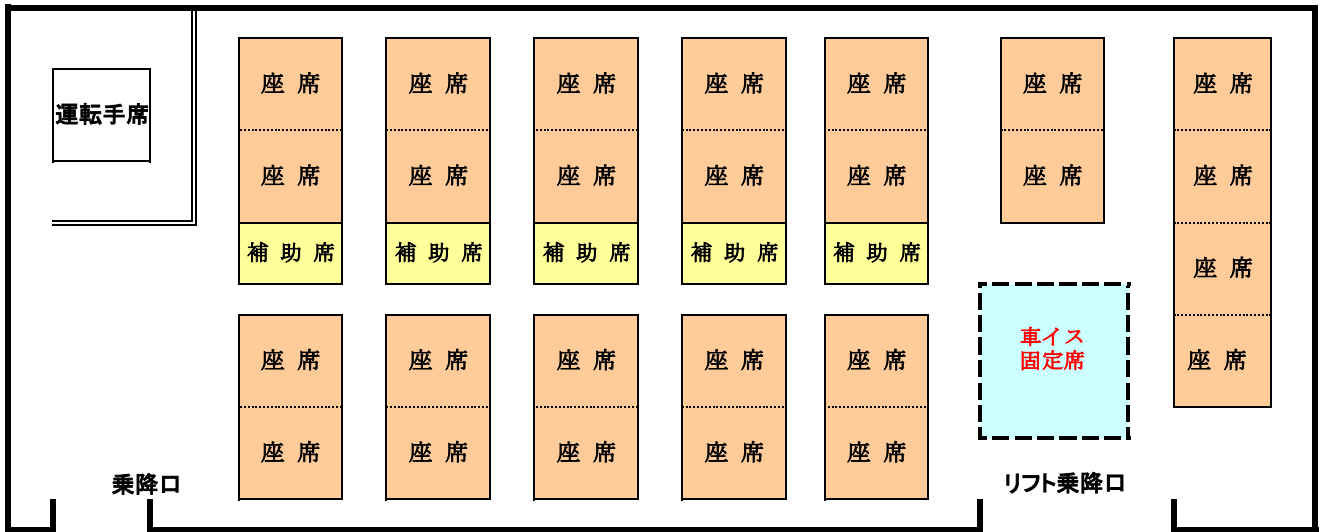 運転手席
座 席 座 席 座 席 座 席 座 席 座 席 座 席
座 席 座 席 座 席 座 席 座 席 座 席 座 席
補 助 席 補 助 席 補 助 席 補 助 席 補 助 席
座 席
車イス
固定席
座 席 座 席 座 席 座 席 座 席 座 席
座 席 座 席 座 席 座 席 座 席
乗降口
リフト乗降口